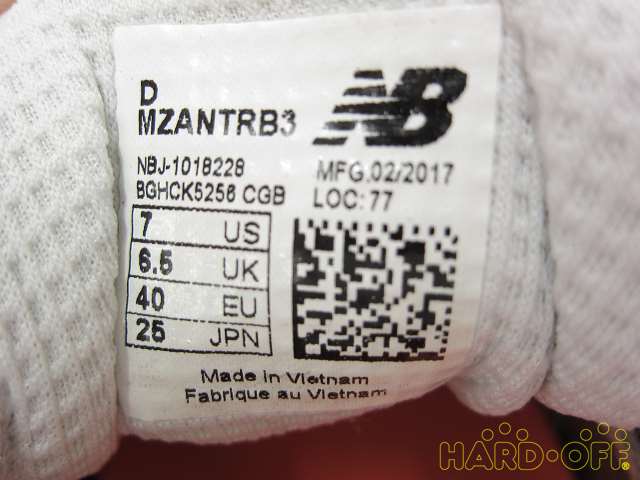 D
MZANTRB3
NB
NBJ-1018228
MFG.02/2017
BGHCK5256 CGB
LOC: 77
7 US
6.5 UK
40 EU
25 JPN
Made in Vietnam
Fabrique au Vietnam
HARD-OFF